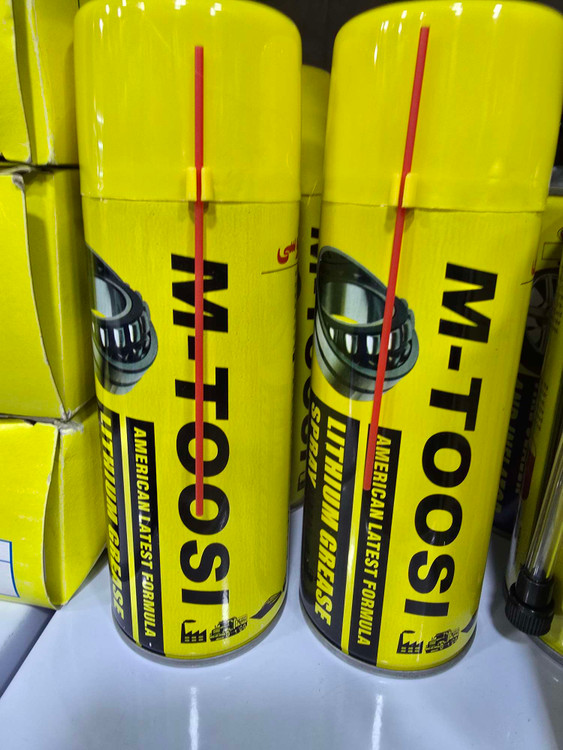 M-TOOSI
AMERICAN LATEST FORMULA
LITHIUM GREASE
M-TOOSI
AMERICAN LATEST FORMULA
LITHIUM GREASE
SPRAY